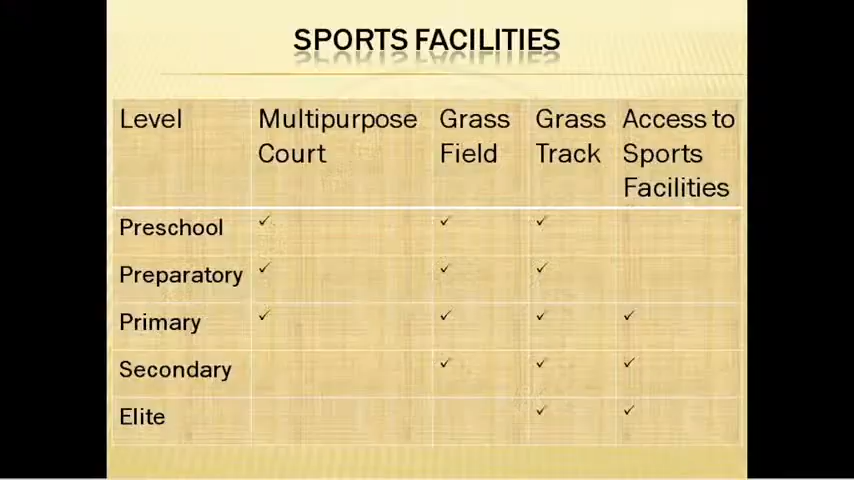 SPORTS FACILITIES
Level Multipurpose Court Grass Field Grass Track Access to Sports Facilities
Preschool ✓ ✓ ✓
Preparatory ✓ ✓ ✓
Primary ✓ ✓ ✓ ✓
Secondary ✓ ✓ ✓
Elite ✓ ✓